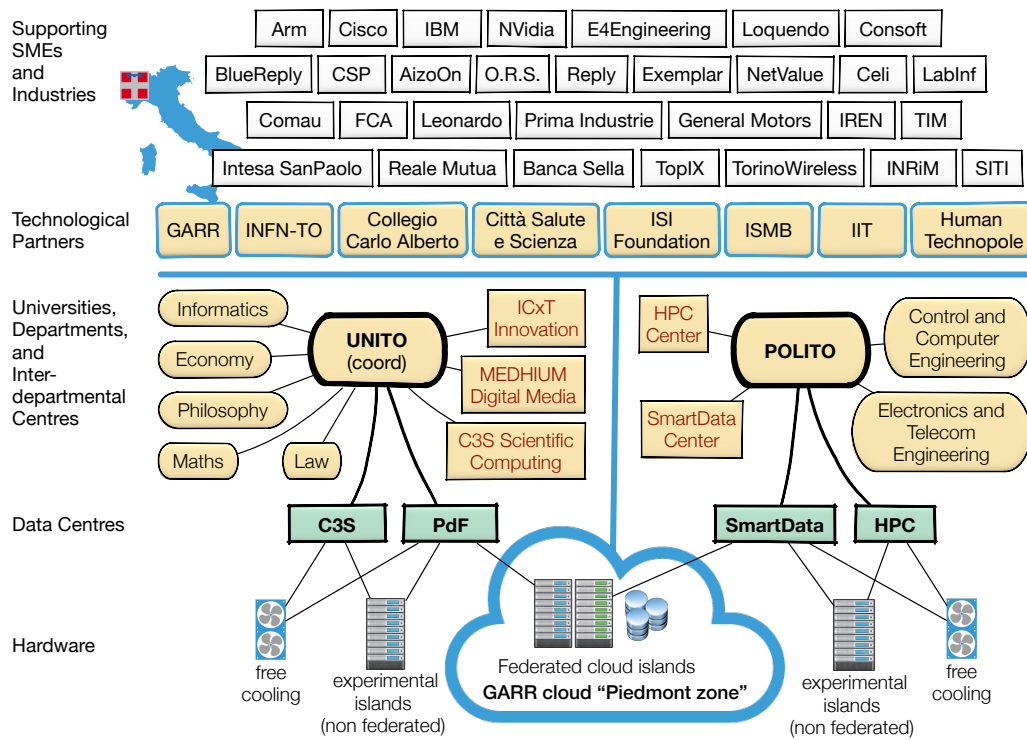 Supporting
SMEs
and
Industries
Arm
Cisco
IBM
NVidia
E4Engineering
Loquendo
Consoft
BlueReply
CSP
AizoOn
O.R.S.
Reply
Exemplar
NetValue
Celi
LabInf
Comau
FCA
Leonardo
Prima Industrie
General Motors
IREN
TIM
Intesa SanPaolo
Reale Mutua
Banca Sella
TopIX
TorinoWireless
INRiM
SITI
Technological
Partners
GARR
INFN-TO
Collegio
Carlo Alberto
Città Salute
e Scienza
ISI
Foundation
ISMB
IIT
Human
Technopole
Universities,
Departments,
and
Inter-
departmental
Centres
Informatics
Economy
Philosophy
Maths
Law
UNITO
(coord)
ICxT
Innovation
MEDHIUM
Digital Media
C3S Scientific
Computing
HPC
Center
SmartData
Center
POLITO
Control and
Computer
Engineering
Electronics and
Telecom
Engineering
Data Centres
C3S
PdF
SmartData
HPC
Hardware
free
cooling
experimental
islands
(non federated)
Federated cloud islands
GARR cloud “Piedmont zone”
experimental
islands
(non federated)
free
cooling